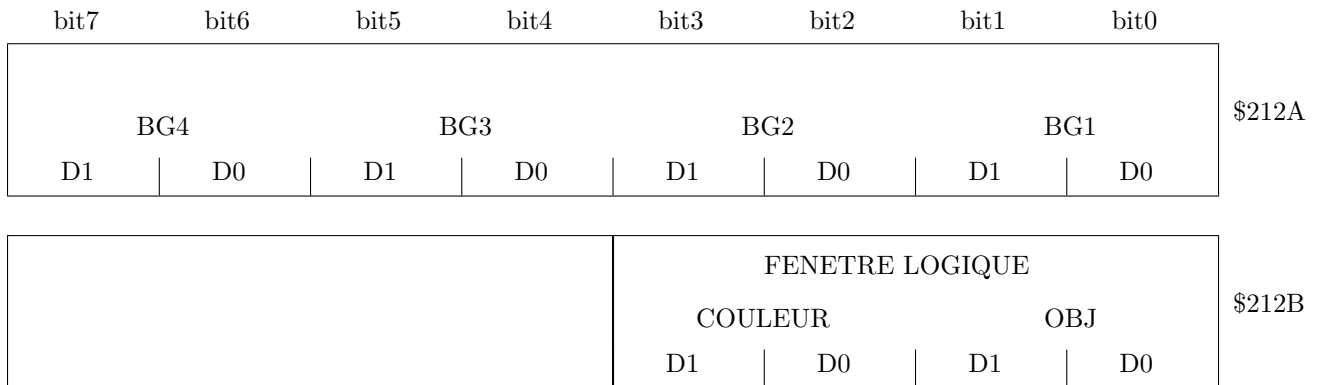 bit7 bit6 bit5 bit4 bit3 bit2 bit1 bit0
$212A
BG4 BG3 BG2 BG1
D1 D0 D1 D0 D1 D0 D1 D0
FENETRE LOGIQUE
$212B
COULEUR OBJ
D1 D0 D1 D0